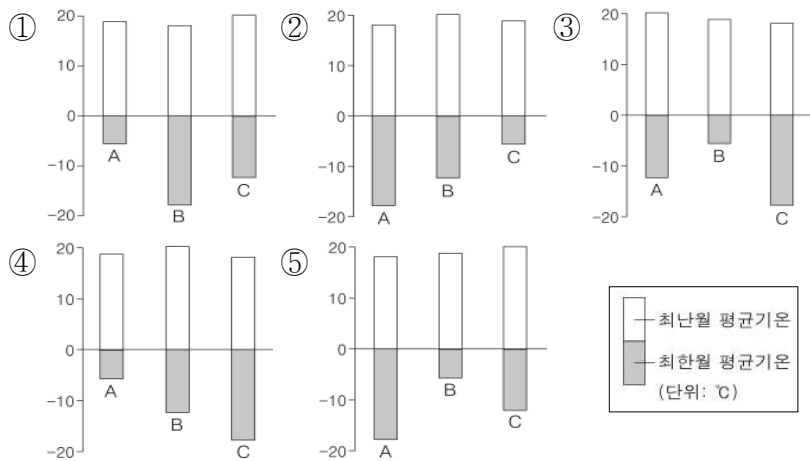 ① 20 10 0 -10 -20 A B C
② 20 10 0 -10 -20 A B C
③ 20 10 0 -10 -20 A B C
④ 20 10 0 -10 -20 A B C
⑤ 20 10 0 -10 -20 A B C
최난월 평균기온
최한월 평균기온
(단위: ℃)